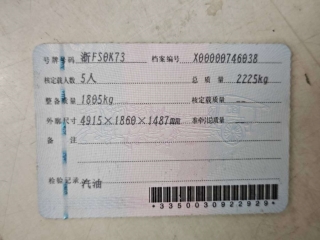 号牌号码 浙FS0K73 档案编号 X00000746038
核定载人数 5人 总质量 2225kg
整备质量 1805kg 核定载质量 --
外廓尺寸 4915×1860×1487mm 准牵引总质量 --
备注
检验记录 汽油
*3350030922929*